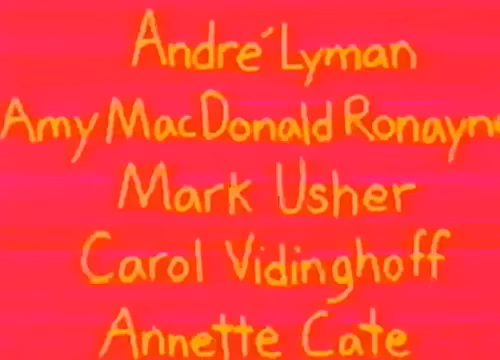 André Lyman
Amy MacDonald Ronayne
Mark Usher
Carol Vidinghoff
Annette Cate